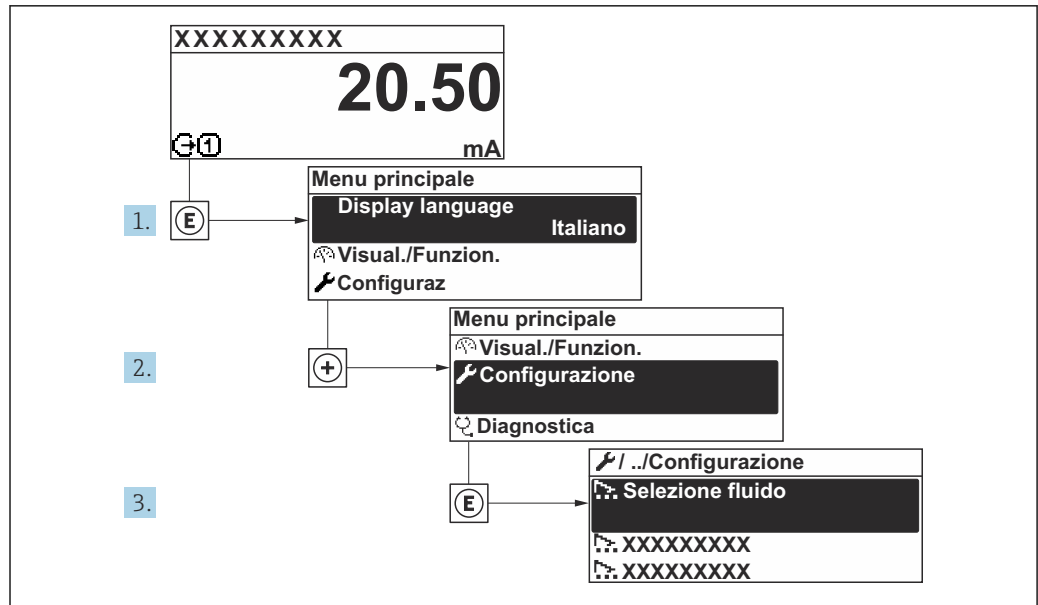 XXXXXXXXX
20.50
1
mA
Menu principale
1.
E
Display language
Italiano
Visual./Funzion.
Configuraz
Menu principale
Visual./Funzion.
2.
+
Configurazione
Diagnostica
/ ../Configurazione
3.
E
Selezione fluido
XXXXXXXXX
XXXXXXXXX